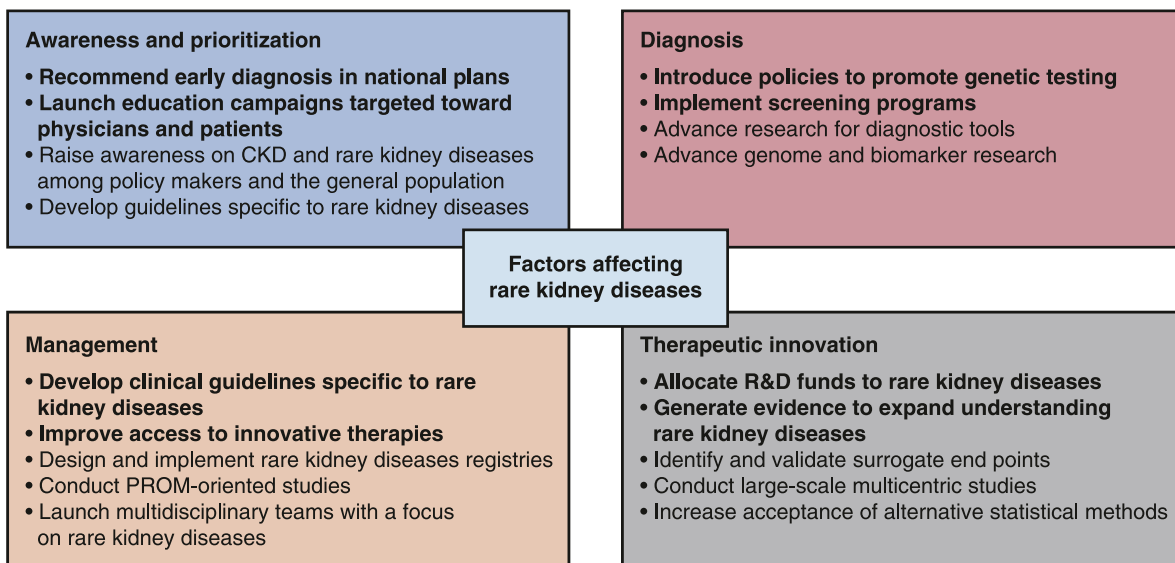 Awareness and prioritization
• Recommend early diagnosis in national plans
• Launch education campaigns targeted toward
physicians and patients
• Raise awareness on CKD and rare kidney diseases
among policy makers and the general population
• Develop guidelines specific to rare kidney diseases
Diagnosis
• Introduce policies to promote genetic testing
• Implement screening programs
• Advance research for diagnostic tools
• Advance genome and biomarker research
Factors affecting
rare kidney diseases
Management
• Develop clinical guidelines specific to rare
kidney diseases
• Improve access to innovative therapies
• Design and implement rare kidney diseases registries
• Conduct PROM-oriented studies
• Launch multidisciplinary teams with a focus
on rare kidney diseases
Therapeutic innovation
• Allocate R&D funds to rare kidney diseases
• Generate evidence to expand understanding
rare kidney diseases
• Identify and validate surrogate end points
• Conduct large-scale multicentric studies
• Increase acceptance of alternative statistical methods